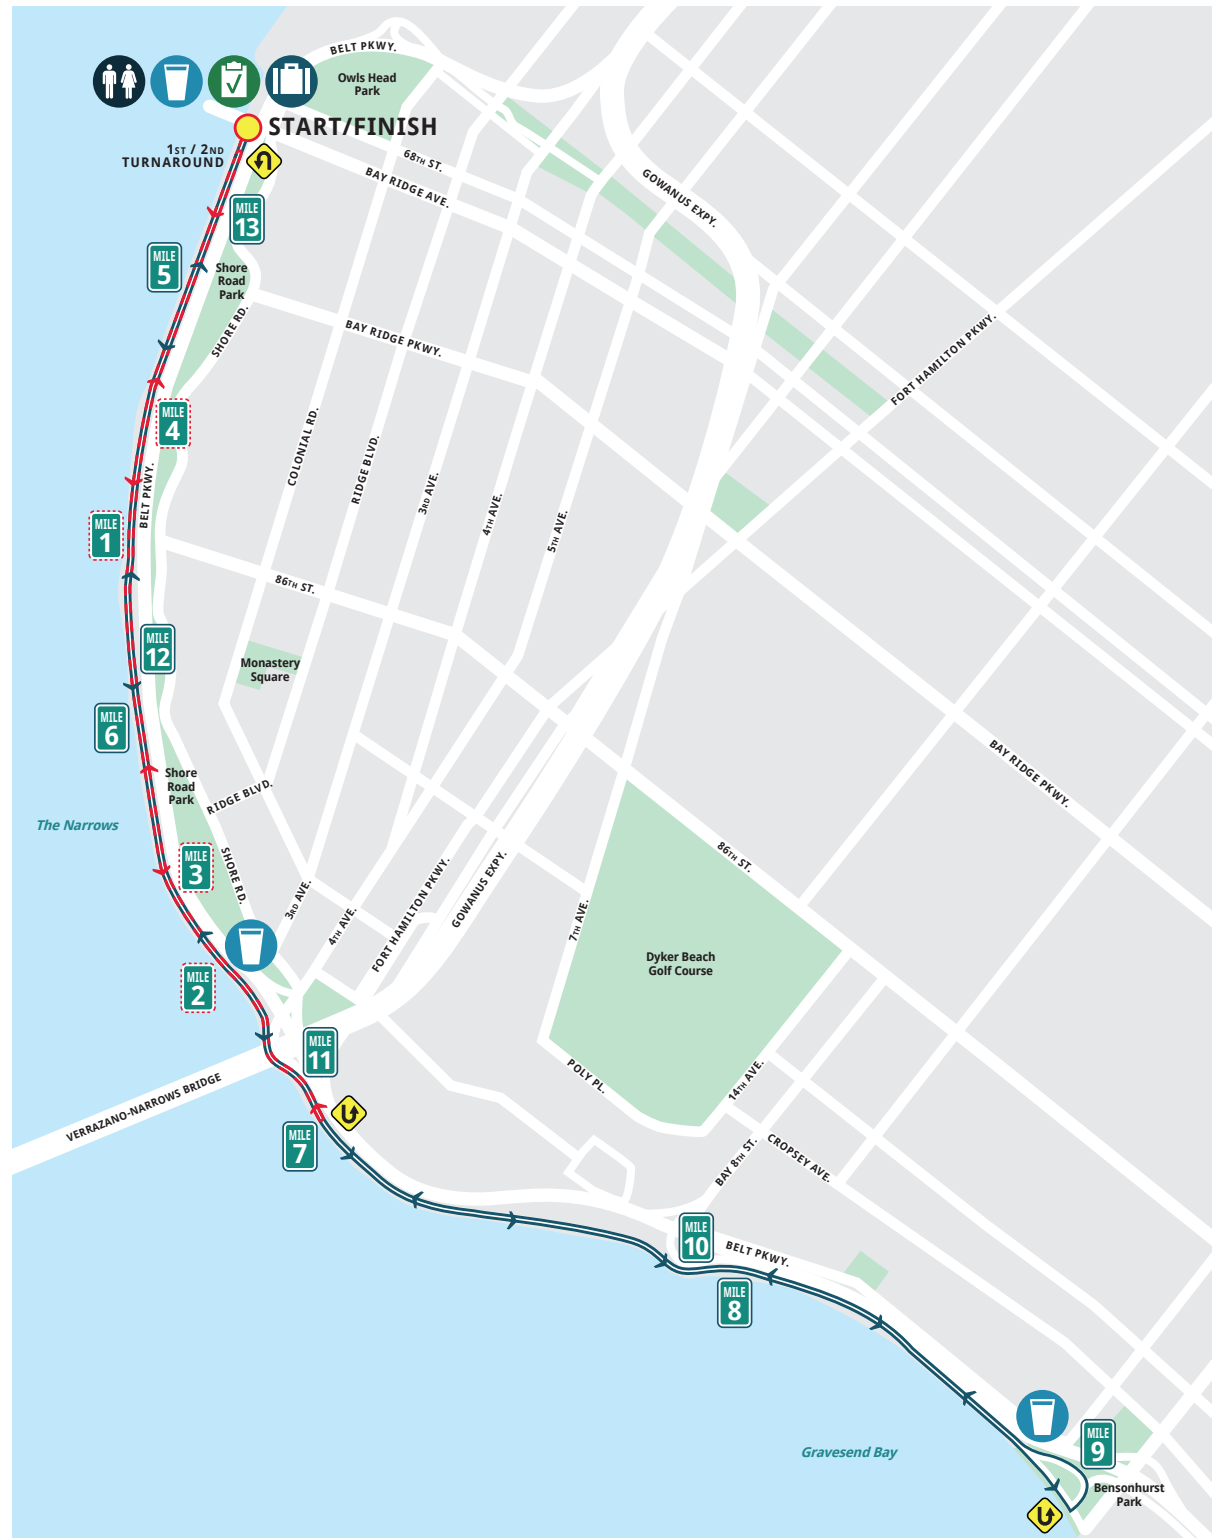 BELT PKWY.
Owls Head
Park
START/FINISH
1ST / 2ND
TURNAROUND
68TH ST.
BAY RIDGE AVE.
GOWANUS EXPY.
MILE
13
MILE
5
Shore
Road
Park
SHORE RD.
BAY RIDGE PKWY.
FORT HAMILTON PKWY.
MILE
4
COLONIAL RD.
RIDGE BLVD.
3RD AVE.
4TH AVE.
5TH AVE.
BELT PKWY.
MILE
1
86TH ST.
MILE
12
Monastery
Square
MILE
6
BAY RIDGE PKWY.
Shore
Road
Park
RIDGE BLVD.
The Narrows
MILE
3
SHORE RD.
86TH ST.
3RD AVE.
4TH AVE.
FORT HAMILTON PKWY.
GOWANUS EXPY.
7TH AVE.
Dyker Beach
Golf Course
MILE
2
MILE
11
POLY PL.
14TH AVE.
VERRAZANO-NARROWS BRIDGE
MILE
7
BAY 8TH ST.
CROPSEY AVE.
MILE
10
BELT PKWY.
MILE
8
Gravesend Bay
MILE
9
Bensonhurst
Park